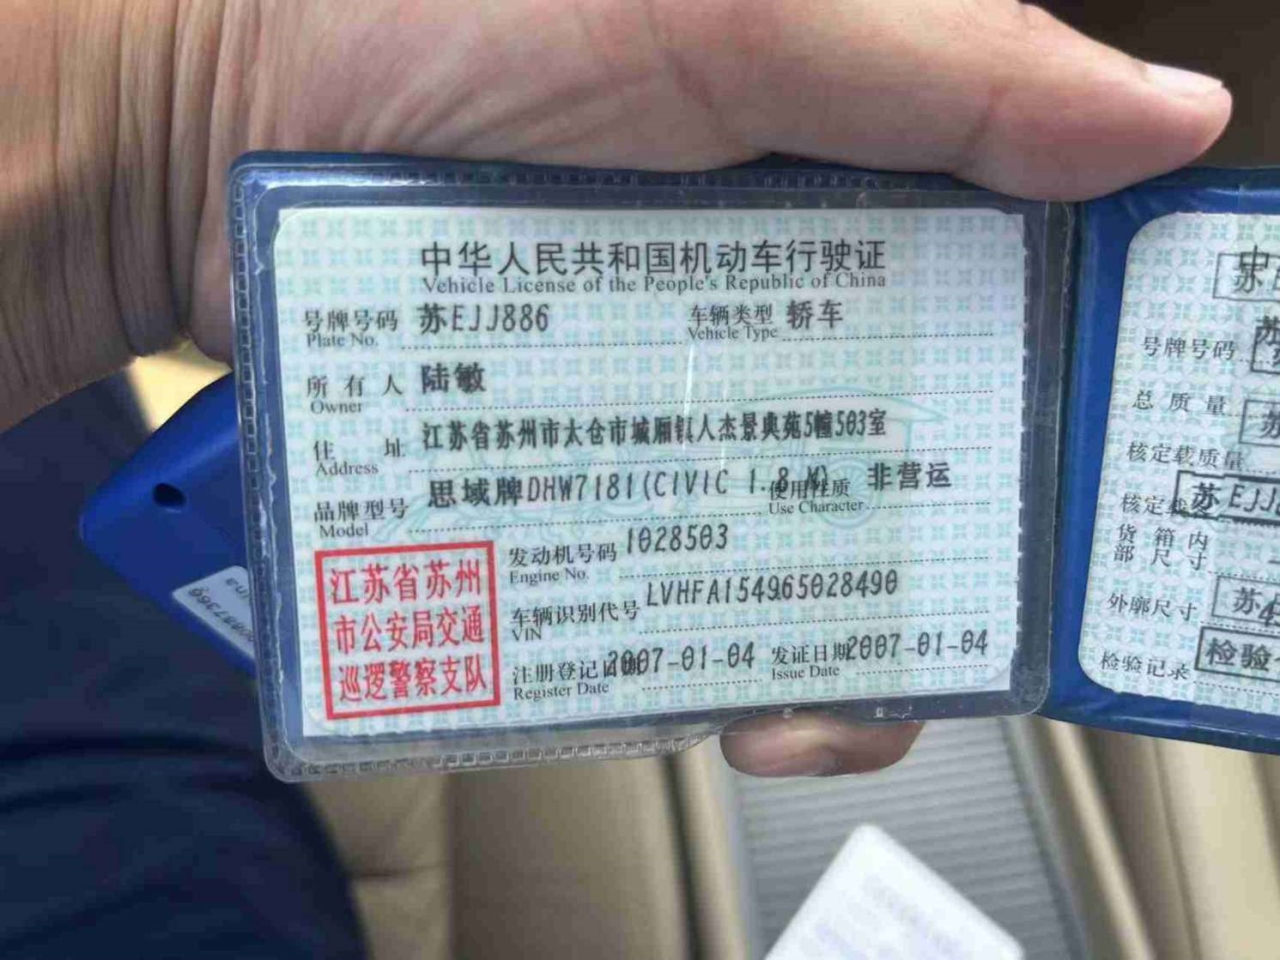 中华人民共和国机动车行驶证
Vehicle License of the People's Republic of China
号牌号码 苏EJJ886 车辆类型 轿车
Plate No. Vehicle Type
所有人 陆敏
Owner
住址 江苏省苏州市太仓市城厢镇人杰景典苑5幢503室
Address
品牌型号 思域牌DHW7181(CIVIC 1.8 使用性质 非营运
Model Use Character
发动机号码 1028503
Engine No.
车辆识别代号 LVHFA154965028490
VIN
注册登记日期 2007-01-04 发证日期 2007-01-04
Register Date Issue Date
江苏省苏州
市公安局交通
巡逻警察支队
号牌号码
总质量
核定载质量
苏EJJ
货箱内
部尺寸
外廓尺寸
检验记录 检验